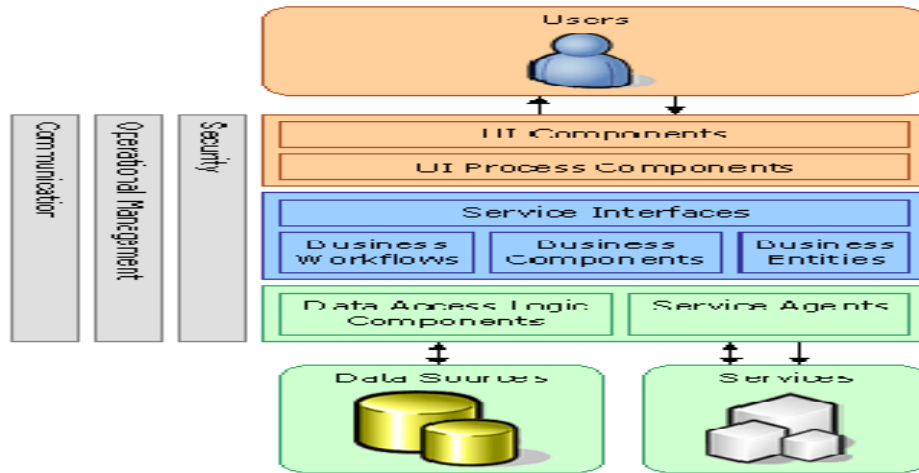 Users
Communication
Operational Management
Security
UI Components
UI Process Components
Service Interfaces
Business
Workflows
Business
Components
Business
Entities
Data Access Logic
Components
Service Agents
Data Sources
Services